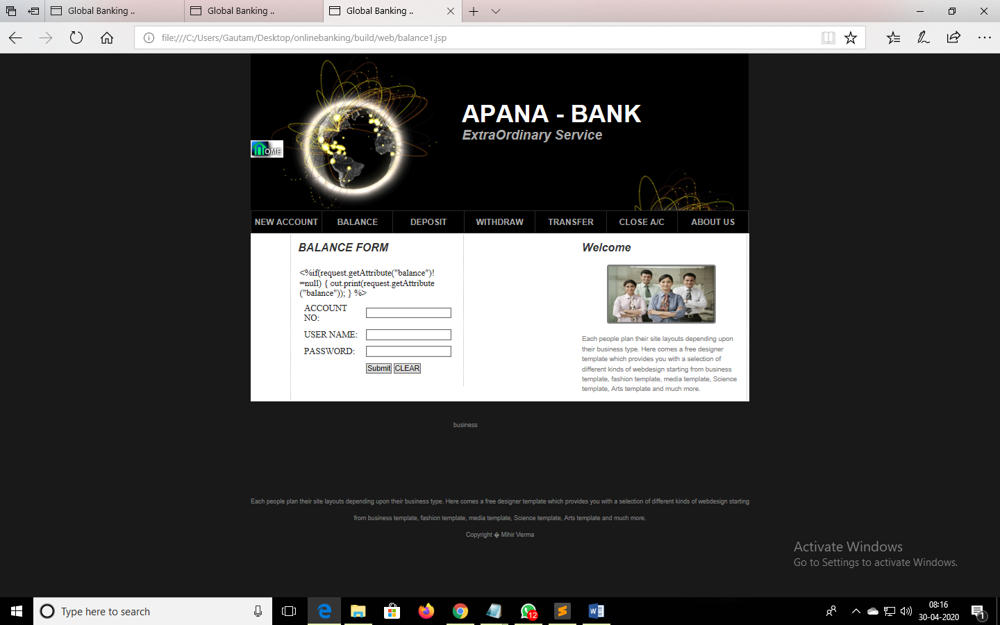 Global Banking ..
Global Banking ..
Global Banking ..
file:///C:/Users/Gautam/Desktop/onlinebanking/build/web/balance1.jsp
APANA - BANK
ExtraOrdinary Service
OME
NEW ACCOUNT BALANCE DEPOSIT WITHDRAW TRANSFER CLOSE A/C ABOUT US
BALANCE FORM
<%if(request.getAttribute("balance")!
=null) { out.print(request.getAttribute
("balance")); } %>
ACCOUNT
NO:
USER NAME:
PASSWORD:
Submit CLEAR
Welcome
Each people plan their site layouts depending upon
their business type. Here comes a free designer
template which provides you with a selection of
different kinds of webdesign starting from business
template, fashion template, media template, Science
template, Arts template and much more.
business
Each people plan their site layouts depending upon their business type. Here comes a free designer template which provides you with a selection of different kinds of webdesign starting
from business template, fashion template, media template, Science template, Arts template and much more.
Copyright � Mihir Verma
Activate Windows
Go to Settings to activate Windows.
Type here to search
12
08:16
30-04-2020
1